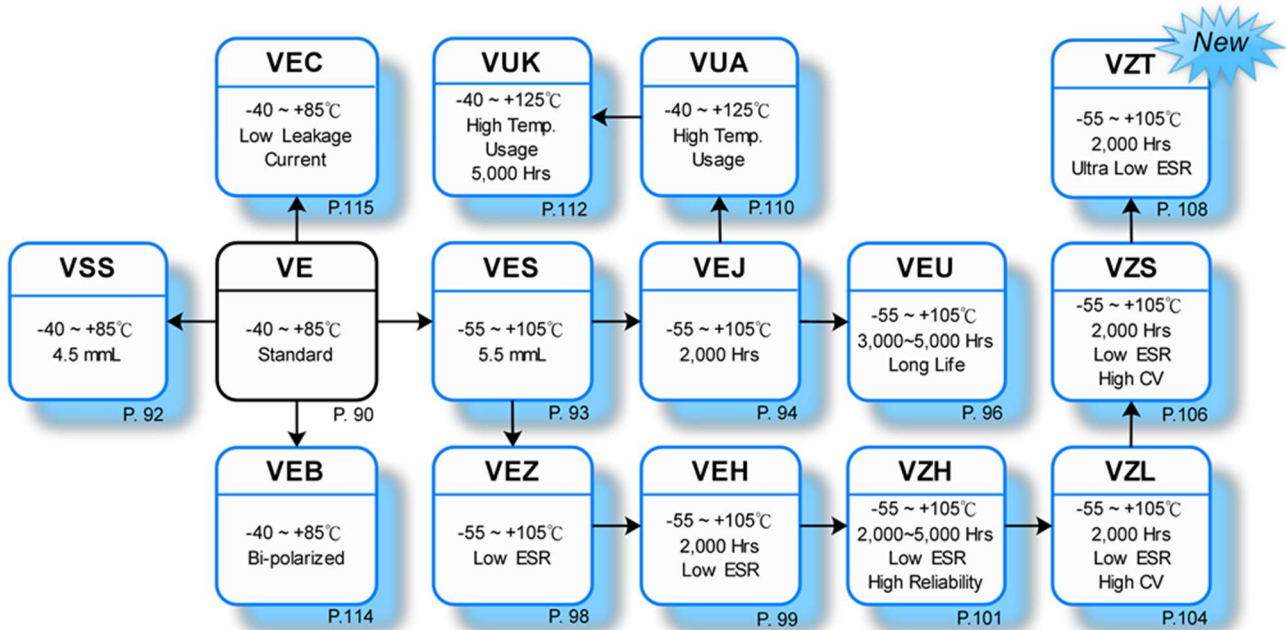 VEC
-40 ~ +85℃
Low Leakage
Current
P.115
VUK
-40 ~ +125℃
High Temp.
Usage
5,000 Hrs
P.112
VUA
-40 ~ +125℃
High Temp.
Usage
P.110
New
VZT
-55 ~ +105℃
2,000 Hrs
Ultra Low ESR
P. 108
VSS
-40 ~ +85℃
4.5 mmL
P. 92
VE
-40 ~ +85℃
Standard
P. 90
VES
-55 ~ +105℃
5.5 mmL
P. 93
VEJ
-55 ~ +105℃
2,000 Hrs
P. 94
VEU
-55 ~ +105℃
3,000~5,000 Hrs
Long Life
P. 96
VZS
-55 ~ +105℃
2,000 Hrs
Low ESR
High CV
P.106
VEB
-40 ~ +85℃
Bi-polarized
P.114
VEZ
-55 ~ +105℃
Low ESR
P. 98
VEH
-55 ~ +105℃
2,000 Hrs
Low ESR
P. 99
VZH
-55 ~ +105℃
2,000~5,000 Hrs
Low ESR
High Reliability
P.101
VZL
-55 ~ +105℃
2,000 Hrs
Low ESR
High CV
P.104